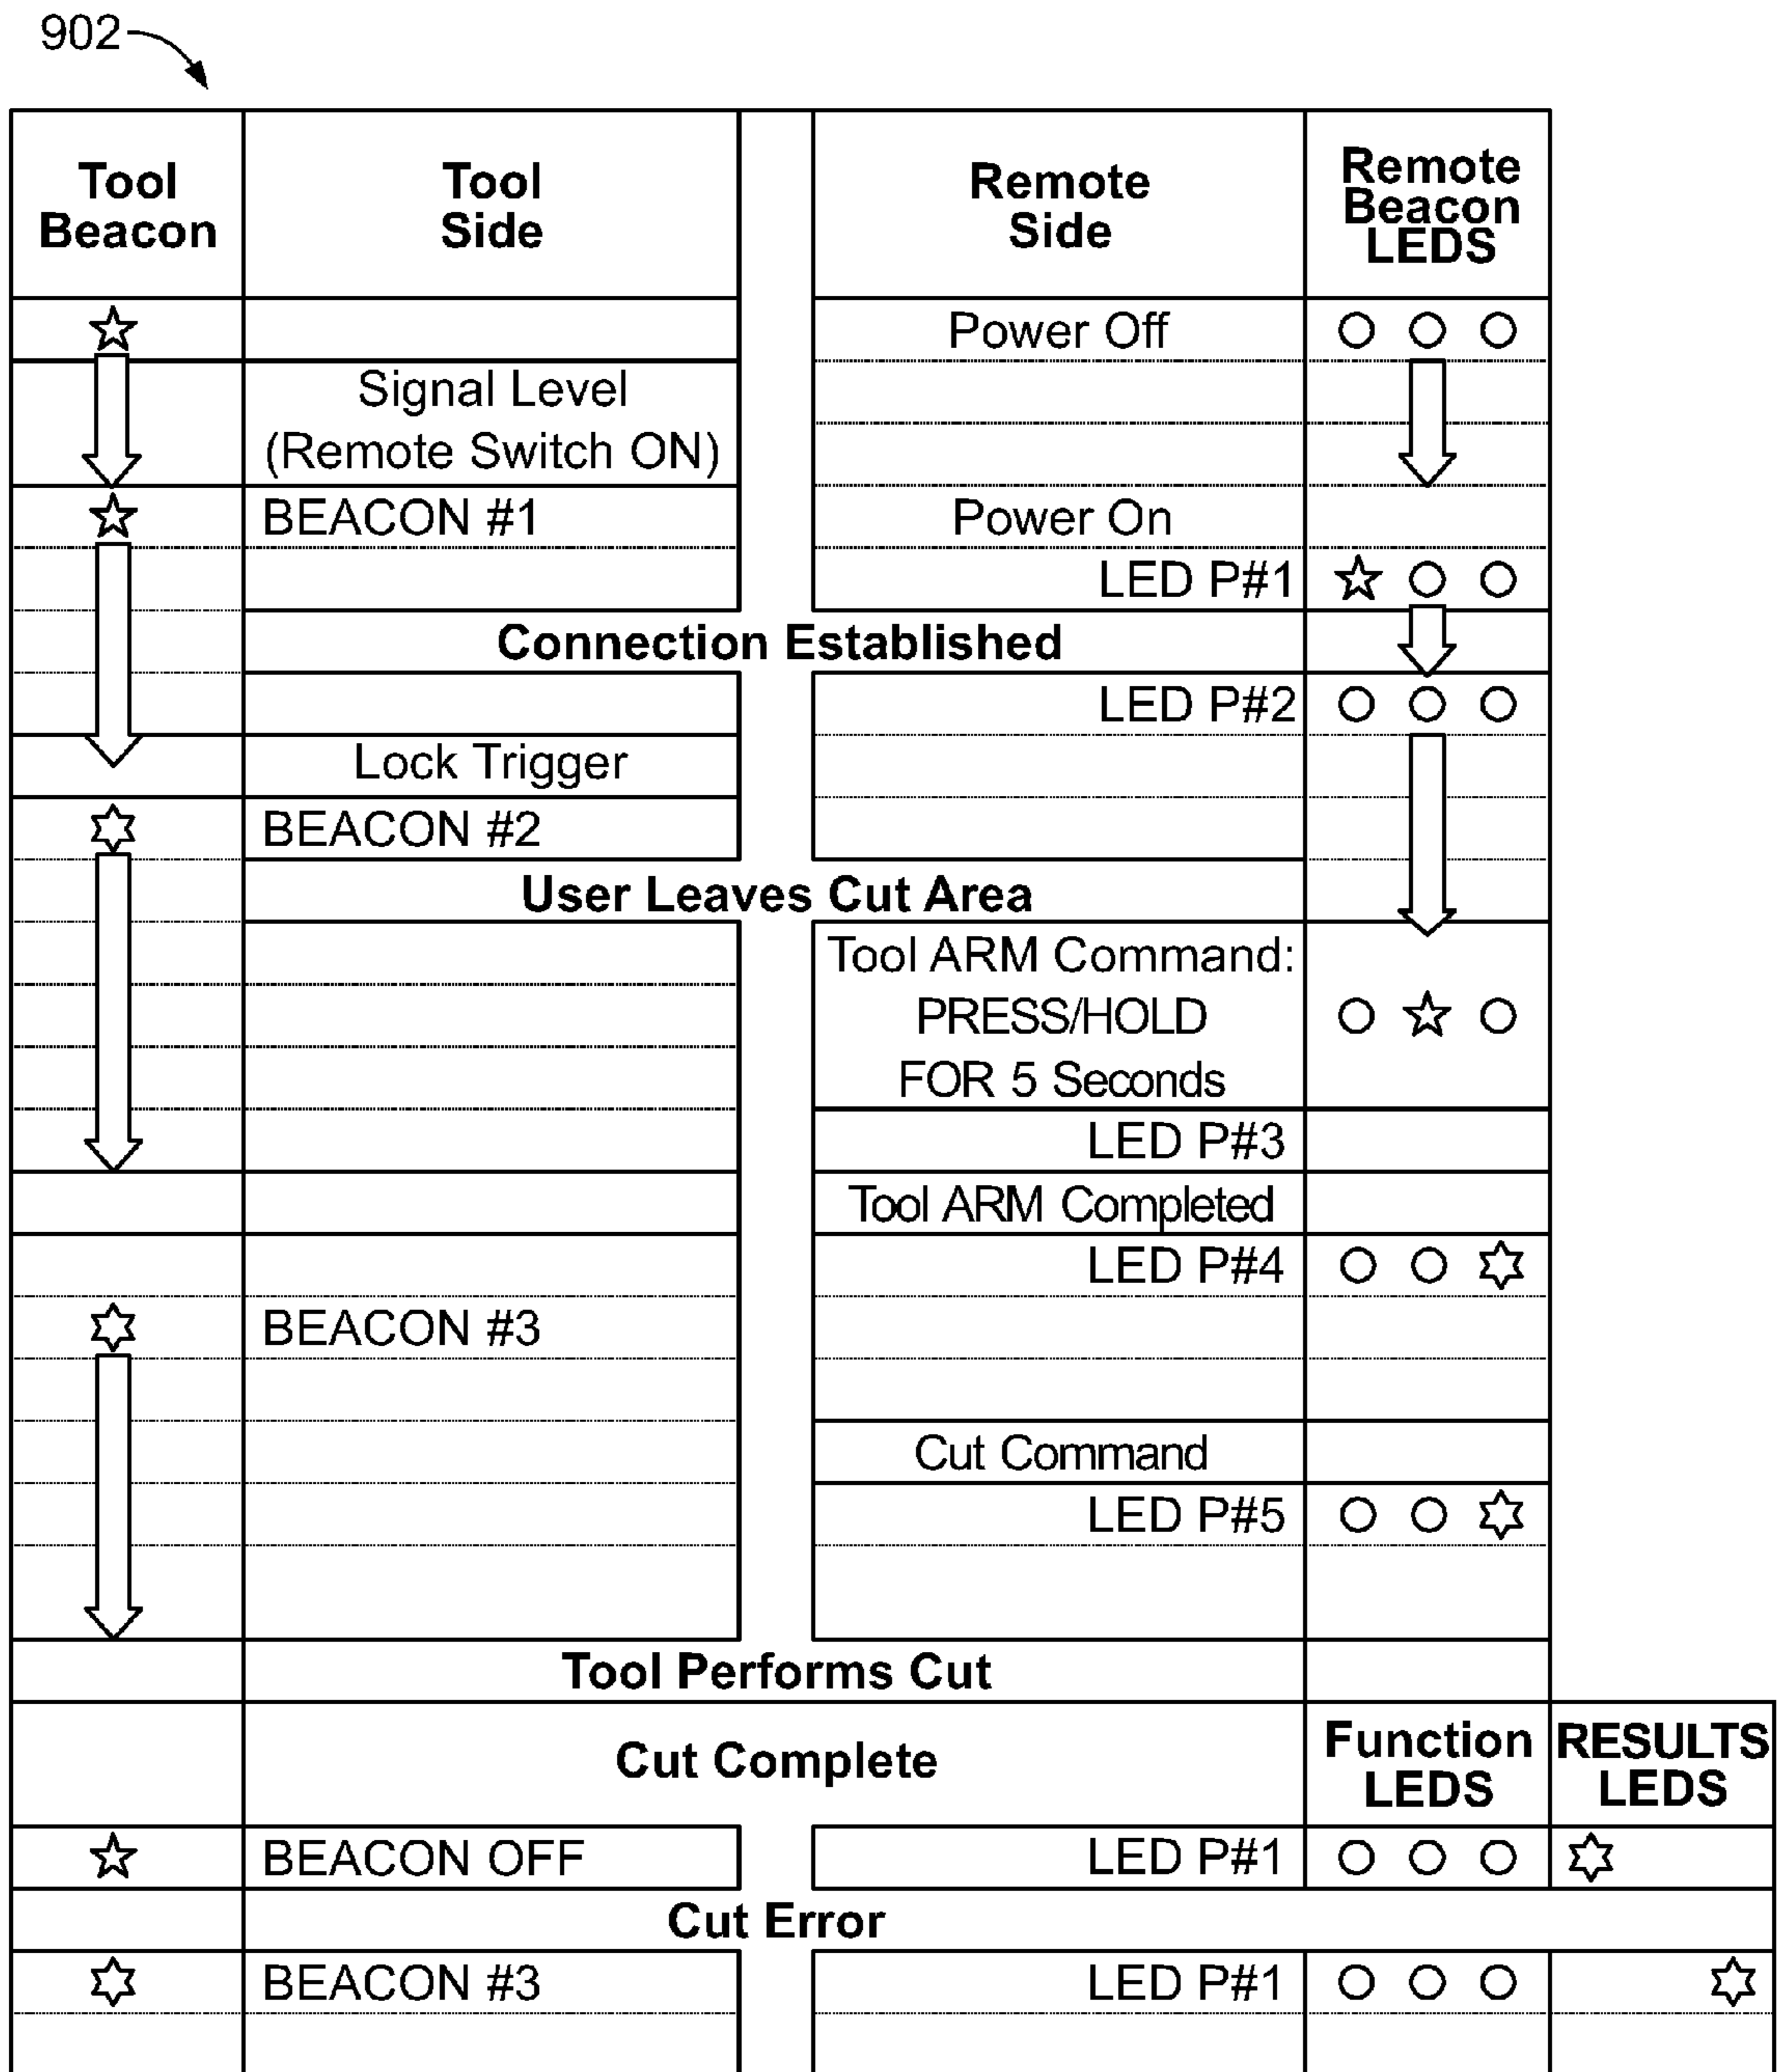 902
Tool Beacon
Tool Side
Remote Side
Remote Beacon LEDS
Power Off
Signal Level
(Remote Switch ON)
BEACON #1
Power On
LED P#1
Connection Established
LED P#2
Lock Trigger
BEACON #2
User Leaves Cut Area
Tool ARM Command:
PRESS/HOLD
FOR 5 Seconds
LED P#3
Tool ARM Completed
LED P#4
BEACON #3
Cut Command
LED P#5
Tool Performs Cut
Cut Complete
Function LEDS
RESULTS LEDS
BEACON OFF
LED P#1
Cut Error
BEACON #3
LED P#1